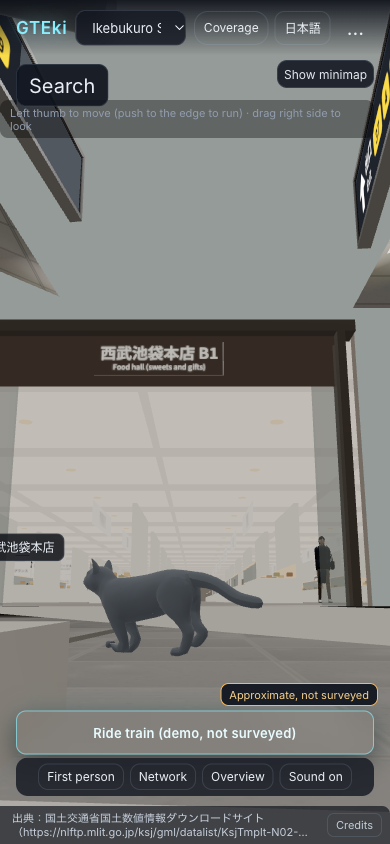 GTEki
Ikebukuro S
Coverage
日本語
...
Search
Show minimap
Left thumb to move (push to the edge to run) · drag right side to
look
西武池袋本店 B1
Food hall (sweets and gifts)
武池袋本店
Approximate, not surveyed
Ride train (demo, not surveyed)
First person
Network
Overview
Sound on
出典：国土交通省国土数値情報ダウンロードサイト
（https://nlftp.mlit.go.jp/ksj/gml/datalist/KsjTmplt-N02-...
Credits